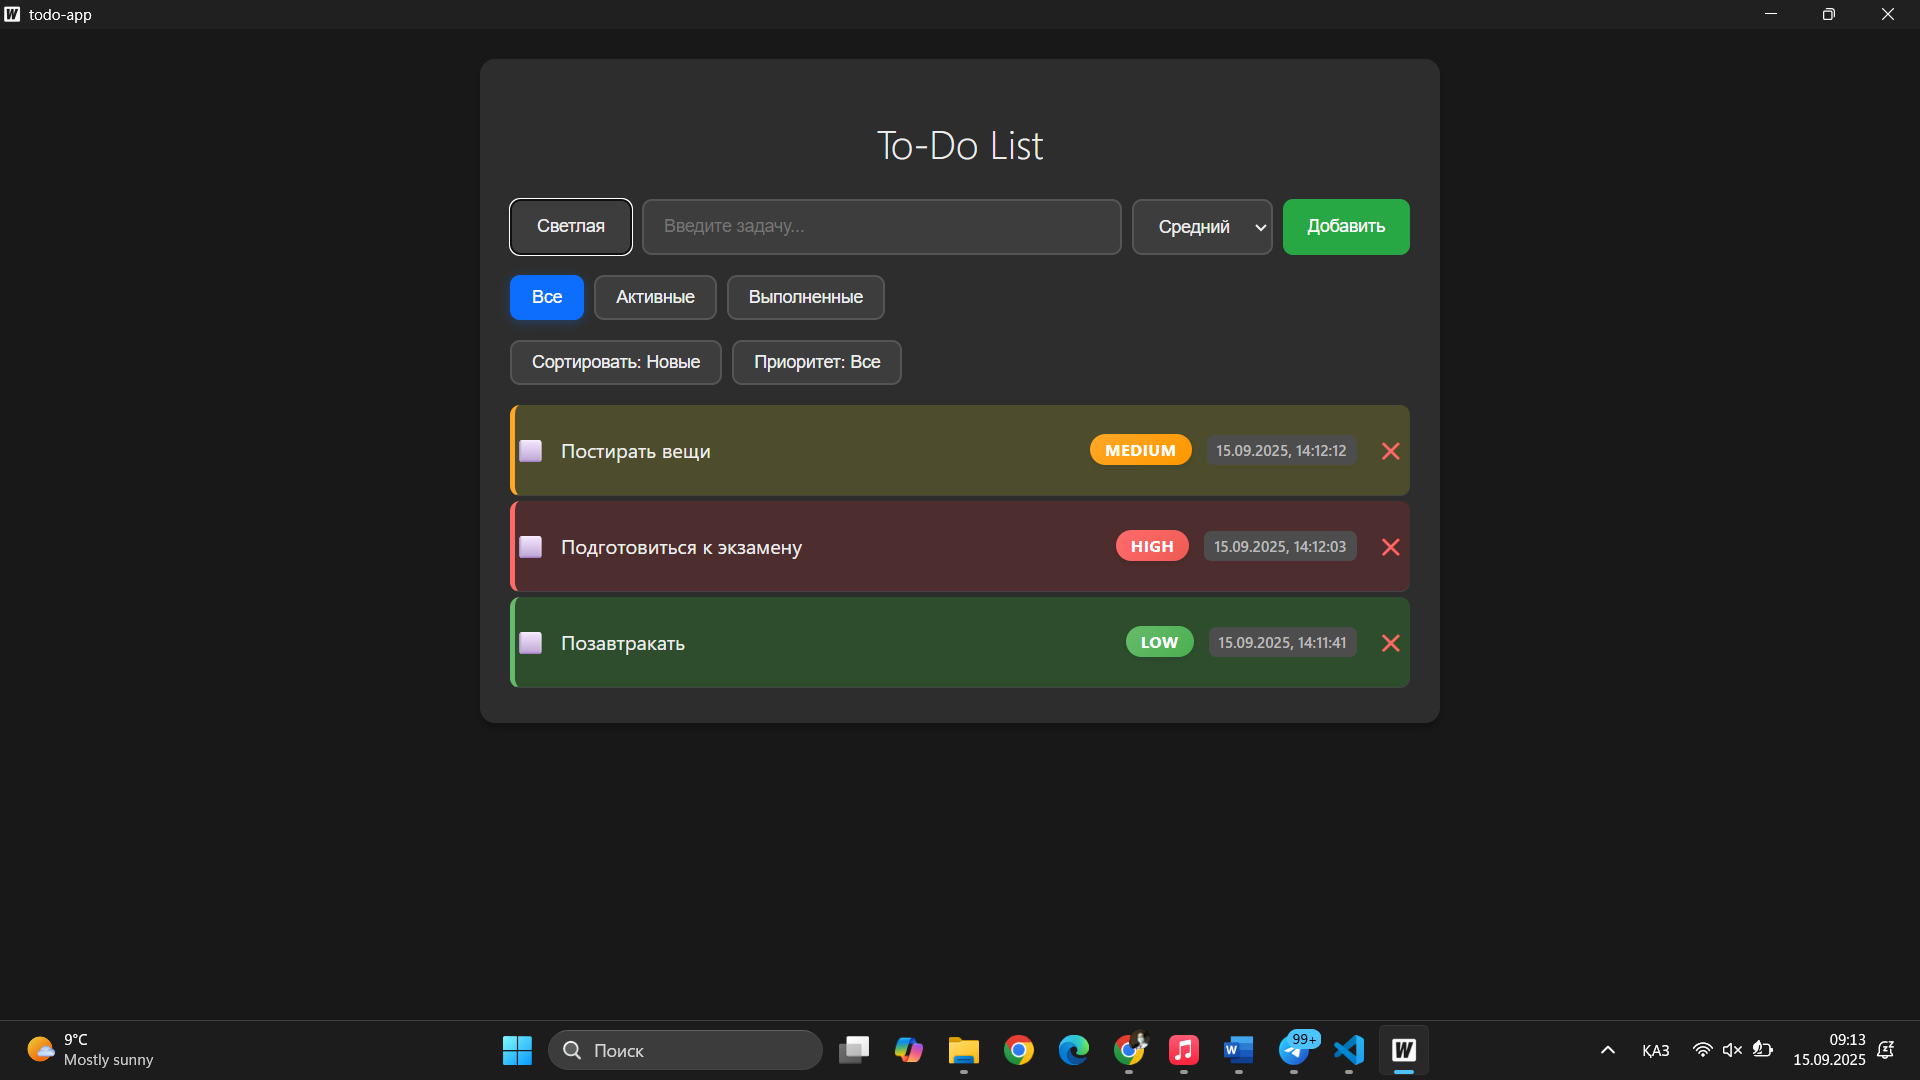 todo-app
To-Do List
Светлая
Введите задачу...
Средний
Добавить
Все
Активные
Выполненные
Сортировать: Новые
Приоритет: Все
Постирать вещи
MEDIUM
15.09.2025, 14:12:12
Подготовиться к экзамену
HIGH
15.09.2025, 14:12:03
Позавтракать
LOW
15.09.2025, 14:11:41
9°C
Mostly sunny
Поиск
99+
ҚАЗ
09:13
15.09.2025